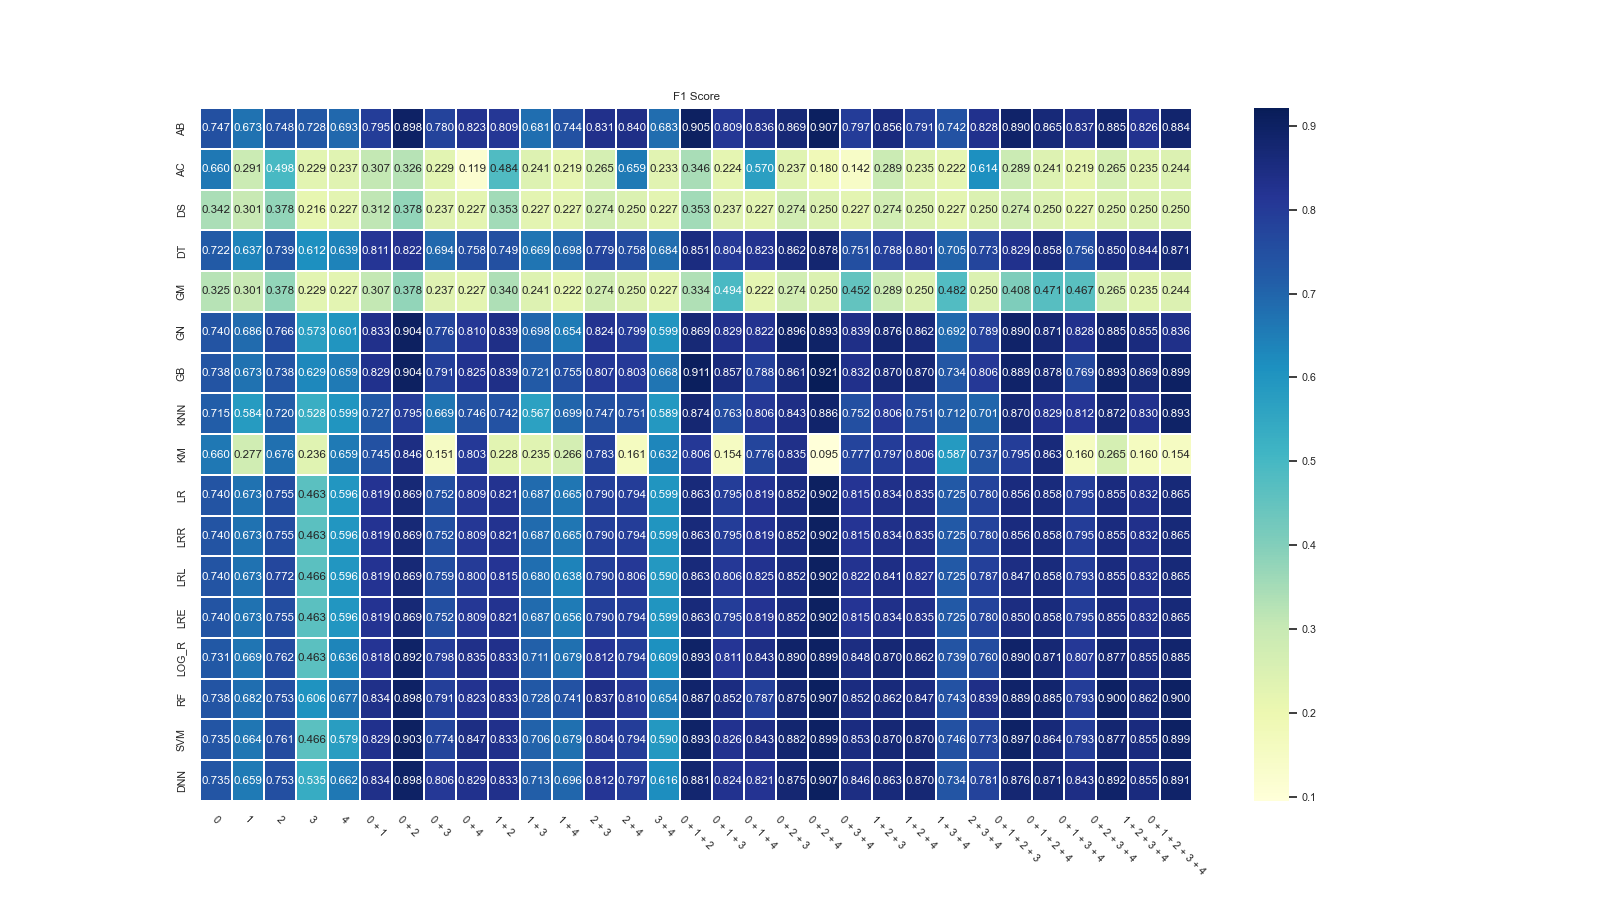 F1 Score
AB 0.747 0.673 0.748 0.728 0.693 0.795 0.898 0.780 0.823 0.809 0.681 0.744 0.831 0.840 0.683 0.905 0.809 0.836 0.869 0.907 0.797 0.856 0.791 0.742 0.828 0.890 0.865 0.837 0.885 0.826 0.884
AC 0.660 0.291 0.498 0.229 0.237 0.307 0.326 0.229 0.119 0.484 0.241 0.219 0.265 0.659 0.233 0.346 0.224 0.570 0.237 0.180 0.142 0.289 0.235 0.222 0.614 0.289 0.241 0.219 0.265 0.235 0.244
DS 0.342 0.301 0.378 0.216 0.227 0.312 0.378 0.237 0.227 0.353 0.227 0.227 0.274 0.250 0.227 0.353 0.237 0.227 0.274 0.250 0.227 0.274 0.250 0.227 0.250 0.274 0.250 0.227 0.250 0.250 0.250
DT 0.722 0.637 0.739 0.612 0.639 0.811 0.822 0.694 0.758 0.749 0.669 0.698 0.779 0.758 0.684 0.851 0.804 0.823 0.862 0.878 0.751 0.788 0.801 0.705 0.773 0.829 0.858 0.756 0.850 0.844 0.871
GM 0.325 0.301 0.378 0.229 0.227 0.307 0.378 0.237 0.227 0.340 0.241 0.222 0.274 0.250 0.227 0.334 0.494 0.222 0.274 0.250 0.452 0.289 0.250 0.482 0.250 0.408 0.471 0.467 0.265 0.235 0.244
GN 0.740 0.686 0.766 0.573 0.601 0.833 0.904 0.776 0.810 0.839 0.698 0.654 0.824 0.799 0.599 0.869 0.829 0.822 0.896 0.893 0.839 0.876 0.862 0.692 0.789 0.890 0.871 0.828 0.885 0.855 0.836
GB 0.738 0.673 0.738 0.629 0.659 0.829 0.904 0.791 0.825 0.839 0.721 0.755 0.807 0.803 0.668 0.911 0.857 0.788 0.861 0.921 0.832 0.870 0.870 0.734 0.806 0.889 0.878 0.769 0.893 0.869 0.899
KNN 0.715 0.584 0.720 0.528 0.599 0.727 0.795 0.669 0.746 0.742 0.567 0.699 0.747 0.751 0.589 0.874 0.763 0.806 0.843 0.886 0.752 0.806 0.751 0.712 0.701 0.870 0.829 0.812 0.872 0.830 0.893
KM 0.660 0.277 0.676 0.236 0.659 0.745 0.846 0.151 0.803 0.228 0.235 0.266 0.783 0.161 0.632 0.806 0.154 0.776 0.835 0.095 0.777 0.797 0.806 0.587 0.737 0.795 0.863 0.160 0.265 0.160 0.154
LR 0.740 0.673 0.755 0.463 0.596 0.819 0.869 0.752 0.809 0.821 0.687 0.665 0.790 0.794 0.599 0.863 0.795 0.819 0.852 0.902 0.815 0.834 0.835 0.725 0.780 0.856 0.858 0.795 0.855 0.832 0.865
LRR 0.740 0.673 0.755 0.463 0.596 0.819 0.869 0.752 0.809 0.821 0.687 0.665 0.790 0.794 0.599 0.863 0.795 0.819 0.852 0.902 0.815 0.834 0.835 0.725 0.780 0.856 0.858 0.795 0.855 0.832 0.865
LRL 0.740 0.673 0.772 0.466 0.596 0.819 0.869 0.759 0.800 0.815 0.680 0.638 0.790 0.806 0.590 0.863 0.806 0.825 0.852 0.902 0.822 0.841 0.827 0.725 0.787 0.847 0.858 0.793 0.855 0.832 0.865
LRE 0.740 0.673 0.755 0.463 0.596 0.819 0.869 0.752 0.809 0.821 0.687 0.656 0.790 0.794 0.599 0.863 0.795 0.819 0.852 0.902 0.815 0.834 0.835 0.725 0.780 0.850 0.858 0.795 0.855 0.832 0.865
LOG_R 0.731 0.669 0.762 0.463 0.636 0.818 0.892 0.798 0.835 0.833 0.711 0.679 0.812 0.794 0.609 0.893 0.811 0.843 0.890 0.899 0.848 0.870 0.862 0.739 0.760 0.890 0.871 0.807 0.877 0.855 0.885
RF 0.738 0.682 0.753 0.606 0.677 0.834 0.898 0.791 0.823 0.833 0.728 0.741 0.837 0.810 0.654 0.887 0.852 0.787 0.875 0.907 0.852 0.862 0.847 0.743 0.839 0.889 0.885 0.793 0.900 0.862 0.900
SVM 0.735 0.664 0.761 0.466 0.579 0.829 0.903 0.774 0.847 0.833 0.706 0.679 0.804 0.794 0.590 0.893 0.826 0.843 0.882 0.899 0.853 0.870 0.870 0.746 0.773 0.897 0.864 0.793 0.877 0.855 0.899
DNN 0.735 0.659 0.753 0.535 0.662 0.834 0.898 0.806 0.829 0.833 0.713 0.696 0.812 0.797 0.616 0.881 0.824 0.821 0.875 0.907 0.846 0.863 0.870 0.734 0.781 0.876 0.871 0.843 0.892 0.855 0.891
0
1
2
3
4
0 + 1
0 + 2
0 + 3
0 + 4
1 + 2
1 + 3
1 + 4
2 + 3
2 + 4
3 + 4
0 + 1 + 2
0 + 1 + 3
0 + 1 + 4
0 + 2 + 3
0 + 2 + 4
0 + 3 + 4
1 + 2 + 3
1 + 2 + 4
1 + 3 + 4
2 + 3 + 4
0 + 1 + 2 + 3
0 + 1 + 2 + 4
0 + 1 + 3 + 4
0 + 2 + 3 + 4
1 + 2 + 3 + 4
0 + 1 + 2 + 3 + 4
0.9
0.8
0.7
0.6
0.5
0.4
0.3
0.2
0.1